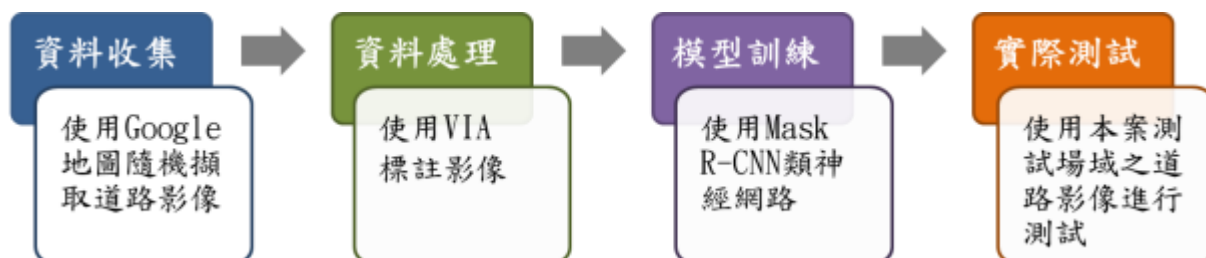 資料收集
使用Google
地圖隨機擷
取道路影像
資料處理
使用VIA
標註影像
模型訓練
使用Mask
R-CNN類神
經網路
實際測試
使用本案測
試場域之道
路影像進行
測試